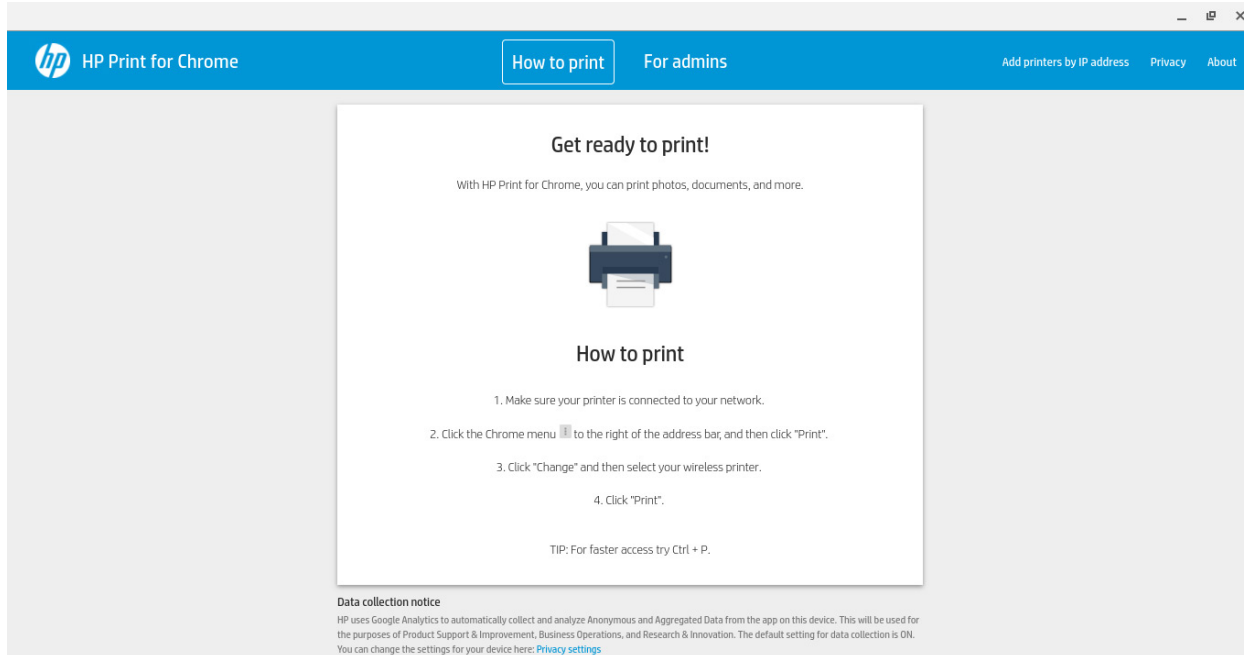 hp HP Print for Chrome How to print For admins Add printers by IP address Privacy About
Get ready to print!
With HP Print for Chrome, you can print photos, documents, and more.
How to print
1. Make sure your printer is connected to your network.
2. Click the Chrome menu to the right of the address bar, and then click "Print".
3. Click "Change" and then select your wireless printer.
4. Click "Print".
TIP: For faster access try Ctrl + P.
Data collection notice
HP uses Google Analytics to automatically collect and analyze Anonymous and Aggregated Data from the app on this device. This will be used for
the purposes of Product Support & Improvement, Business Operations, and Research & Innovation. The default setting for data collection is ON.
You can change the settings for your device here: Privacy settings